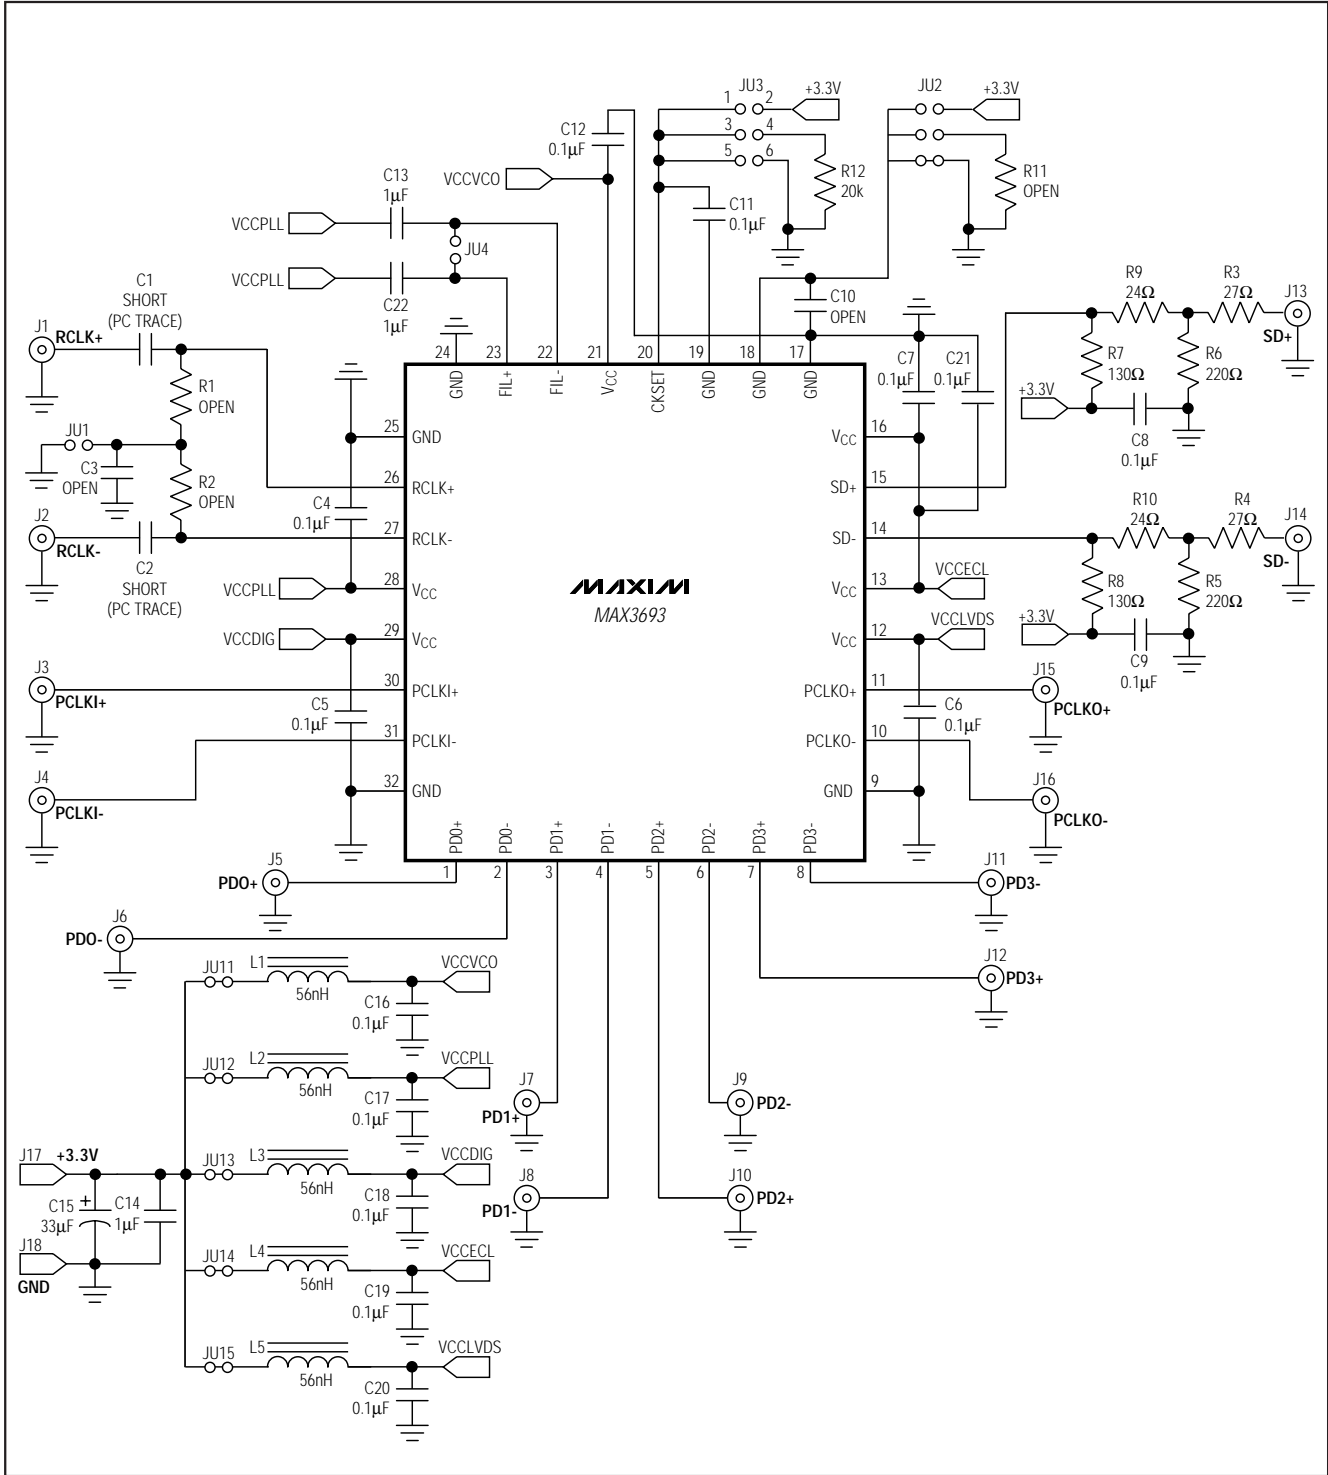 JU3
1
2
+3.3V
3
4
5
6
R12
20k
JU2
+3.3V
R11
OPEN
C12
0.1µF
VCCVCO
C13
1µF
VCCPLL
JU4
VCCPLL
C22
1µF
C11
0.1µF
C10
OPEN
C1
SHORT
(PC TRACE)
J1
RCLK+
R1
OPEN
JU1
C3
OPEN
R2
OPEN
J2
RCLK-
C2
SHORT
(PC TRACE)
R9
24Ω
R3
27Ω
J13
SD+
R7
130Ω
R6
220Ω
+3.3V
C8
0.1µF
R10
24Ω
R4
27Ω
J14
SD-
R8
130Ω
R5
220Ω
+3.3V
C9
0.1µF
C7
0.1µF
C21
0.1µF
24
23
22
21
20
19
18
17
GND
FIL+
FIL-
VCC
CKSET
GND
GND
GND
25
GND
26
RCLK+
27
RCLK-
28
VCC
29
VCC
30
PCLKI+
31
PCLKI-
32
GND
C4
0.1µF
VCCPLL
VCCDIG
C5
0.1µF
J3
PCLKI+
J4
PCLKI-
MAXIM
MAX3693
VCC
16
SD+
15
SD-
14
VCC
13
VCCECL
VCC
12
VCCLVDS
PCLKO+
11
PCLKO-
10
GND
9
C6
0.1µF
J15
PCLKO+
J16
PCLKO-
PD0+
PD0-
PD1+
PD1-
PD2+
PD2-
PD3+
PD3-
1
2
3
4
5
6
7
8
J5
PDO+
J6
PDO-
J11
PD3-
J12
PD3+
J7
PD1+
J8
PD1-
J9
PD2-
J10
PD2+
JU11
L1
56nH
VCCVCO
C16
0.1µF
JU12
L2
56nH
VCCPLL
C17
0.1µF
J17
+3.3V
C15
+
33µF
C14
1µF
J18
GND
JU13
L3
56nH
VCCDIG
C18
0.1µF
JU14
L4
56nH
VCCECL
C19
0.1µF
JU15
L5
56nH
VCCLVDS
C20
0.1µF